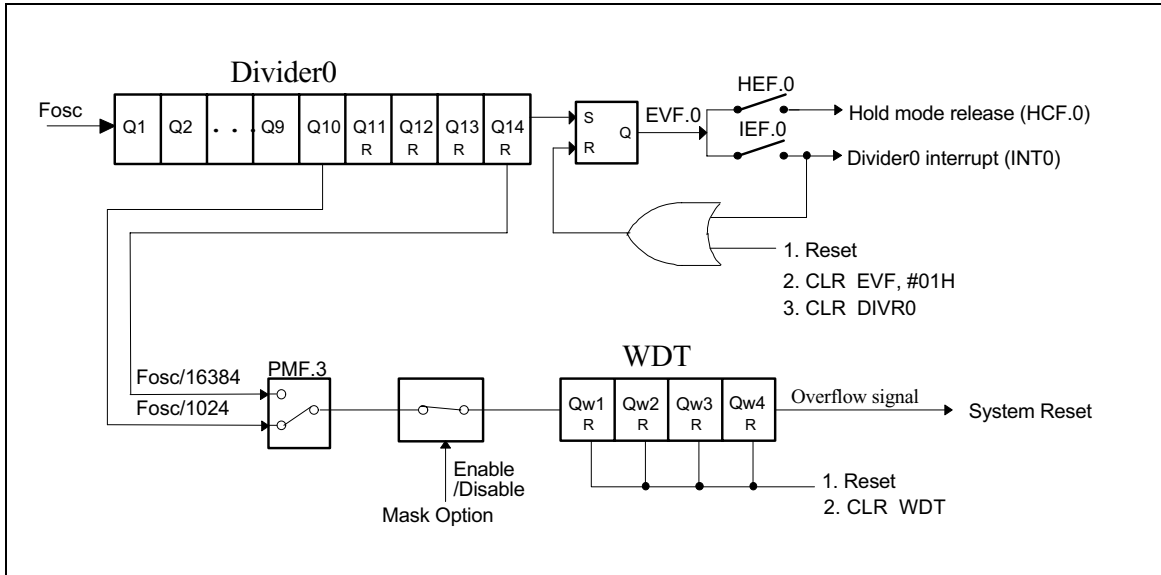 Divider0
Fosc
Q1 Q2 . . . Q9 Q10 Q11 Q12 Q13 Q14
R R R R
S
Q
R
EVF.0
HEF.0
Hold mode release (HCF.0)
IEF.0
Divider0 interrupt (INT0)
1. Reset
2. CLR EVF, #01H
3. CLR DIVR0
WDT
Fosc/16384
PMF.3
Fosc/1024
Qw1 Qw2 Qw3 Qw4
R R R R
Overflow signal
System Reset
Enable
/Disable
Mask Option
1. Reset
2. CLR WDT